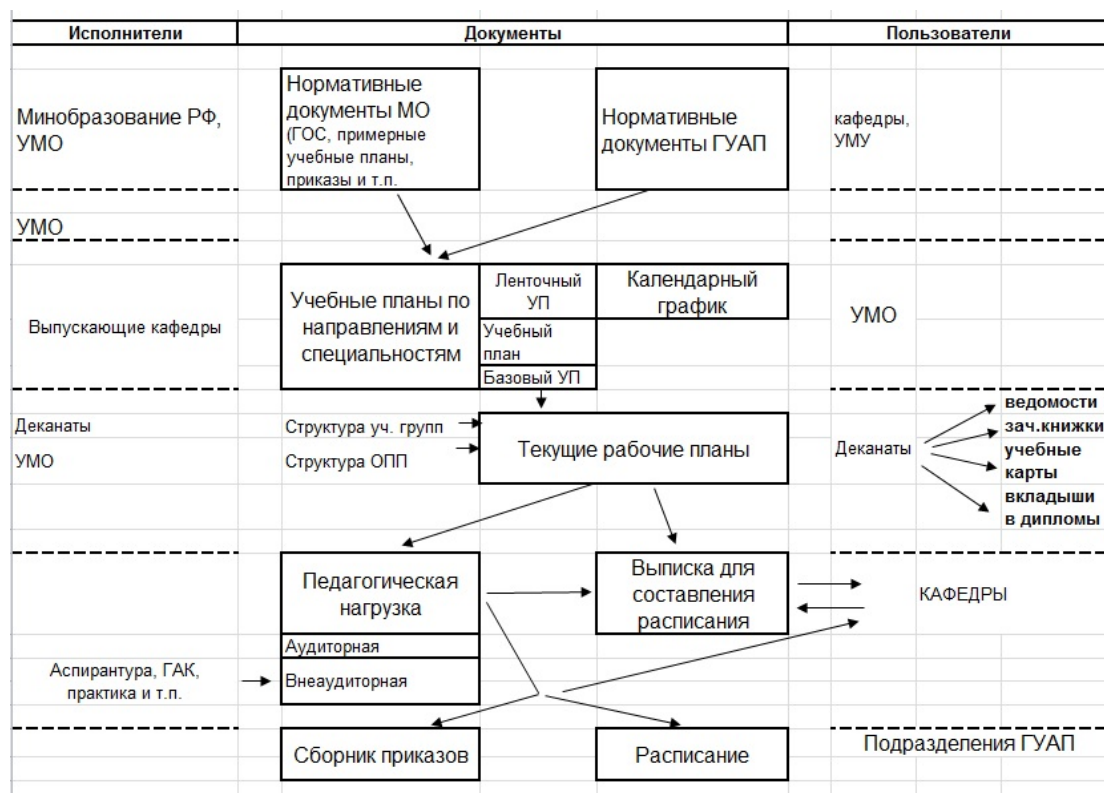 Исполнители
Документы
Пользователи
Минобразование РФ,
УМО
Нормативные
документы МО
(ГОС, примерные
учебные планы,
приказы и т.п.
Нормативные
документы ГУАП
кафедры,
УМУ
УМО
Выпускающие кафедры
Учебные планы по
направлениям и
специальностям
Ленточный
УП
Учебный
план
Базовый УП
Календарный
график
УМО
Деканаты
УМО
Структура уч. групп
Структура ОПП
Текущие рабочие планы
Деканаты
ведомости
зач.книжки
учебные
карты
вкладыши
в дипломы
Педагогическая
нагрузка
Аудиторная
Внеаудиторная
Выписка для
составления
расписания
КАФЕДРЫ
Аспирантура, ГАК,
практика и т.п.
Сборник приказов
Расписание
Подразделения ГУАП